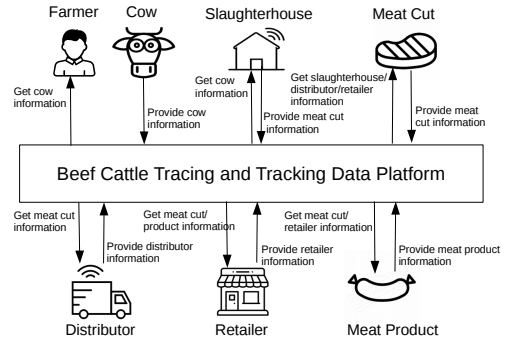 Farmer
Cow
Slaughterhouse
Meat Cut
Get cow
information
Provide cow
information
Get cow
information
Provide meat cut
information
Get slaughterhouse/
distributor/retailer
information
Provide meat
cut information
Beef Cattle Tracing and Tracking Data Platform
Get meat cut
information
Provide distributor
information
Get meat cut/
product information
Provide retailer
information
Get meat cut/
retailer information
Provide meat product
information
Distributor
Retailer
Meat Product